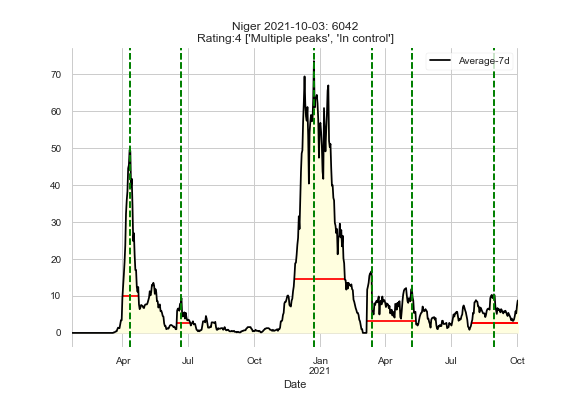 Niger 2021-10-03: 6042
Rating:4 ['Multiple peaks', 'In control']
Average-7d
70
60
50
40
30
20
10
0
Apr Jul Oct Jan Apr Jul Oct
2021
Date